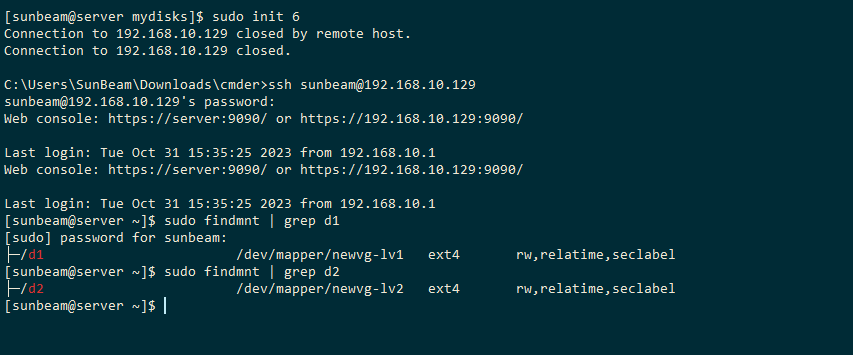 [sunbeam@server mydisks]$ sudo init 6
Connection to 192.168.10.129 closed by remote host.
Connection to 192.168.10.129 closed.

C:\Users\SunBeam\Downloads\cmder>ssh sunbeam@192.168.10.129
sunbeam@192.168.10.129's password:
Web console: https://server:9090/ or https://192.168.10.129:9090/

Last login: Tue Oct 31 15:35:25 2023 from 192.168.10.1
Web console: https://server:9090/ or https://192.168.10.129:9090/

Last login: Tue Oct 31 15:35:25 2023 from 192.168.10.1
[sunbeam@server ~]$ sudo findmnt | grep d1
[sudo] password for sunbeam:
├─/d1                        /dev/mapper/newvg-lv1   ext4       rw,relatime,seclabel
[sunbeam@server ~]$ sudo findmnt | grep d2
├─/d2                        /dev/mapper/newvg-lv2   ext4       rw,relatime,seclabel
[sunbeam@server ~]$